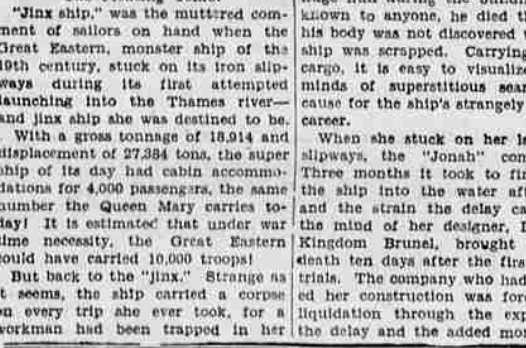 "Jinx ship," was the muttered com-
ment of sailors on hand when the
Great Eastern, monster ship of the
19th century, stuck on its iron slip-
ways during its first attempted
launching into the Thames river—
and jinx ship she was destined to be.
With a gross tonnage of 18,914 and
displacement of 27,384 tons, the super
ship of its day had cabin accommo-
dations for 4,000 passengers, the same
number the Queen Mary carries to-
day! It is estimated that under war
time necessity, the Great Eastern
could have carried 10,000 troops!
But back to the "jinx." Strange as
it seems, the ship carried a corpse
on every trip she ever took, for a
workman had been trapped in her
known to anyone, he died
his body was not discovered
ship was scrapped. Carrying
cargo, it is easy to visualiz
minds of superstitious sea
cause for the ship's strangely
career.
When she stuck on her
slipways, the "Jonah"
Three months it took to
the ship into the water
and the strain the delay
the mind of her designer,
Kingdom Brunel, brought
death ten days after the firs
trials. The company who had
ed her construction was for
liquidation through the
the delay and the added